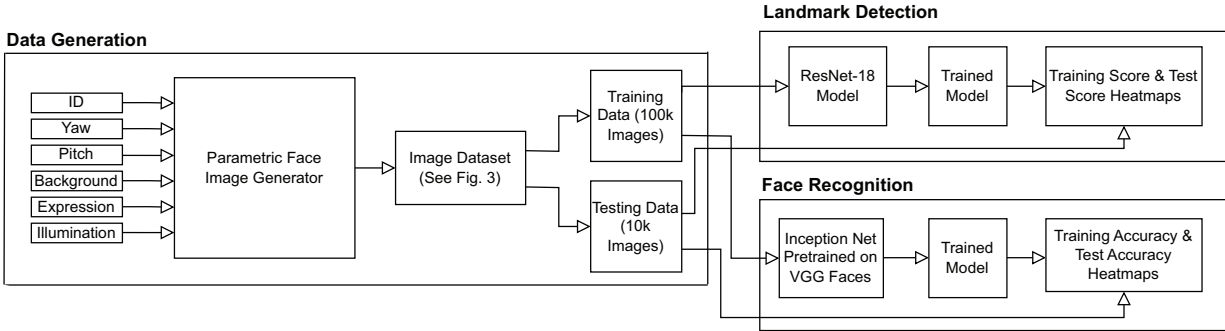 Data Generation
ID
Yaw
Pitch
Background
Expression
Illumination
Parametric Face
Image Generator
Image Dataset
(See Fig. 3)
Training
Data (100k
Images)
Testing Data
(10k
Images)
Landmark Detection
ResNet-18
Model
Trained
Model
Training Score & Test
Score Heatmaps
Face Recognition
Inception Net
Pretrained on
VGG Faces
Trained
Model
Training Accuracy &
Test Accuracy
Heatmaps